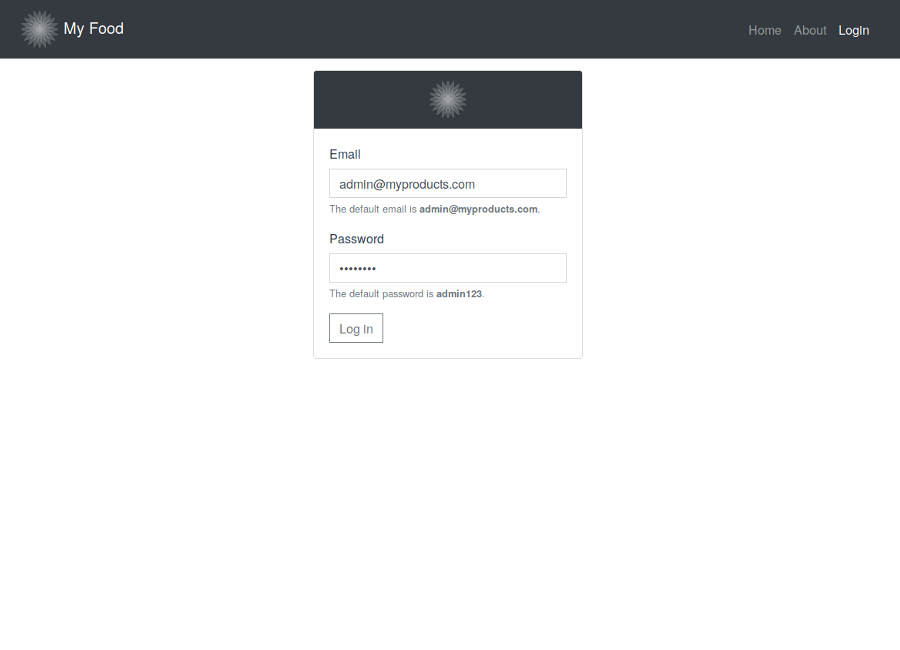 My Food
Home About Login
Email
admin@myproducts.com
The default email is admin@myproducts.com.
Password
••••••••
The default password is admin123.
Log in